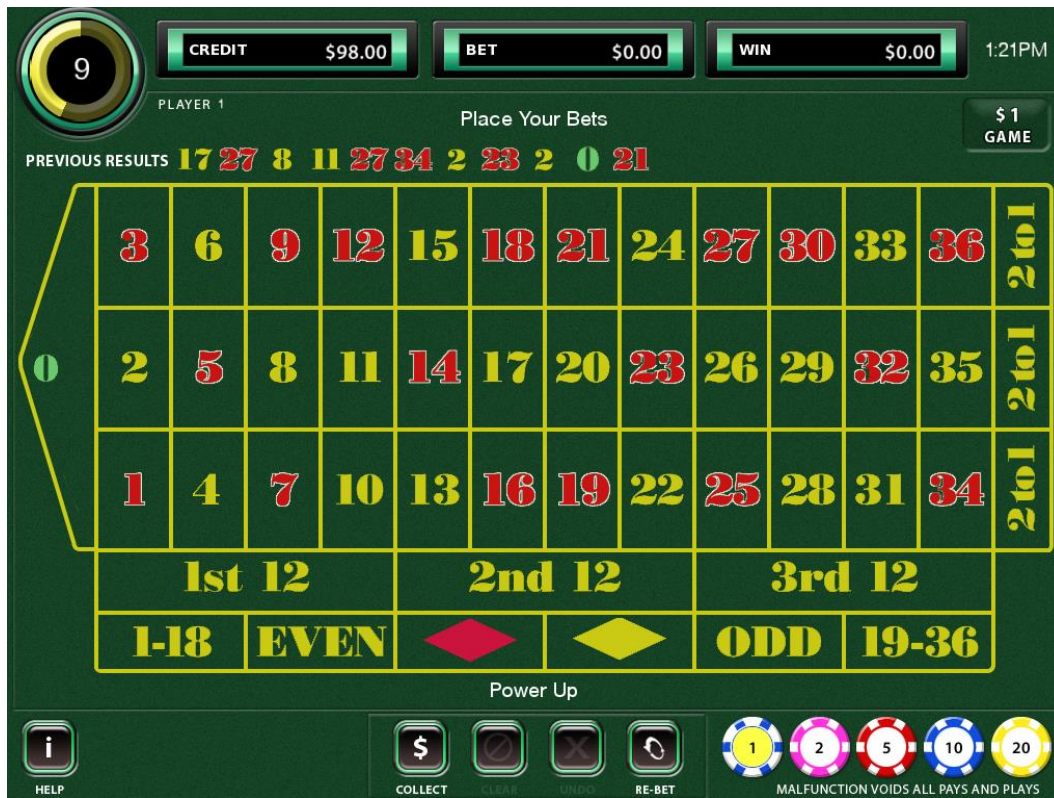 9
CREDIT $98.00
BET $0.00
WIN $0.00
1:21PM
PLAYER 1
Place Your Bets
$1
GAME
PREVIOUS RESULTS 17 27 8 11 27 34 2 23 2 0 21
3 6 9 12 15 18 21 24 27 30 33 36 2 to 1
0 2 5 8 11 14 17 20 23 26 29 32 35 2 to 1
1 4 7 10 13 16 19 22 25 28 31 34 2 to 1
1st 12 2nd 12 3rd 12
1-18 EVEN ODD 19-36
Power Up
i $ X 1 2 5 10 20
HELP COLLECT CLEAR UNDO RE-BET MALFUNCTION VOIDS ALL PAYS AND PLAYS